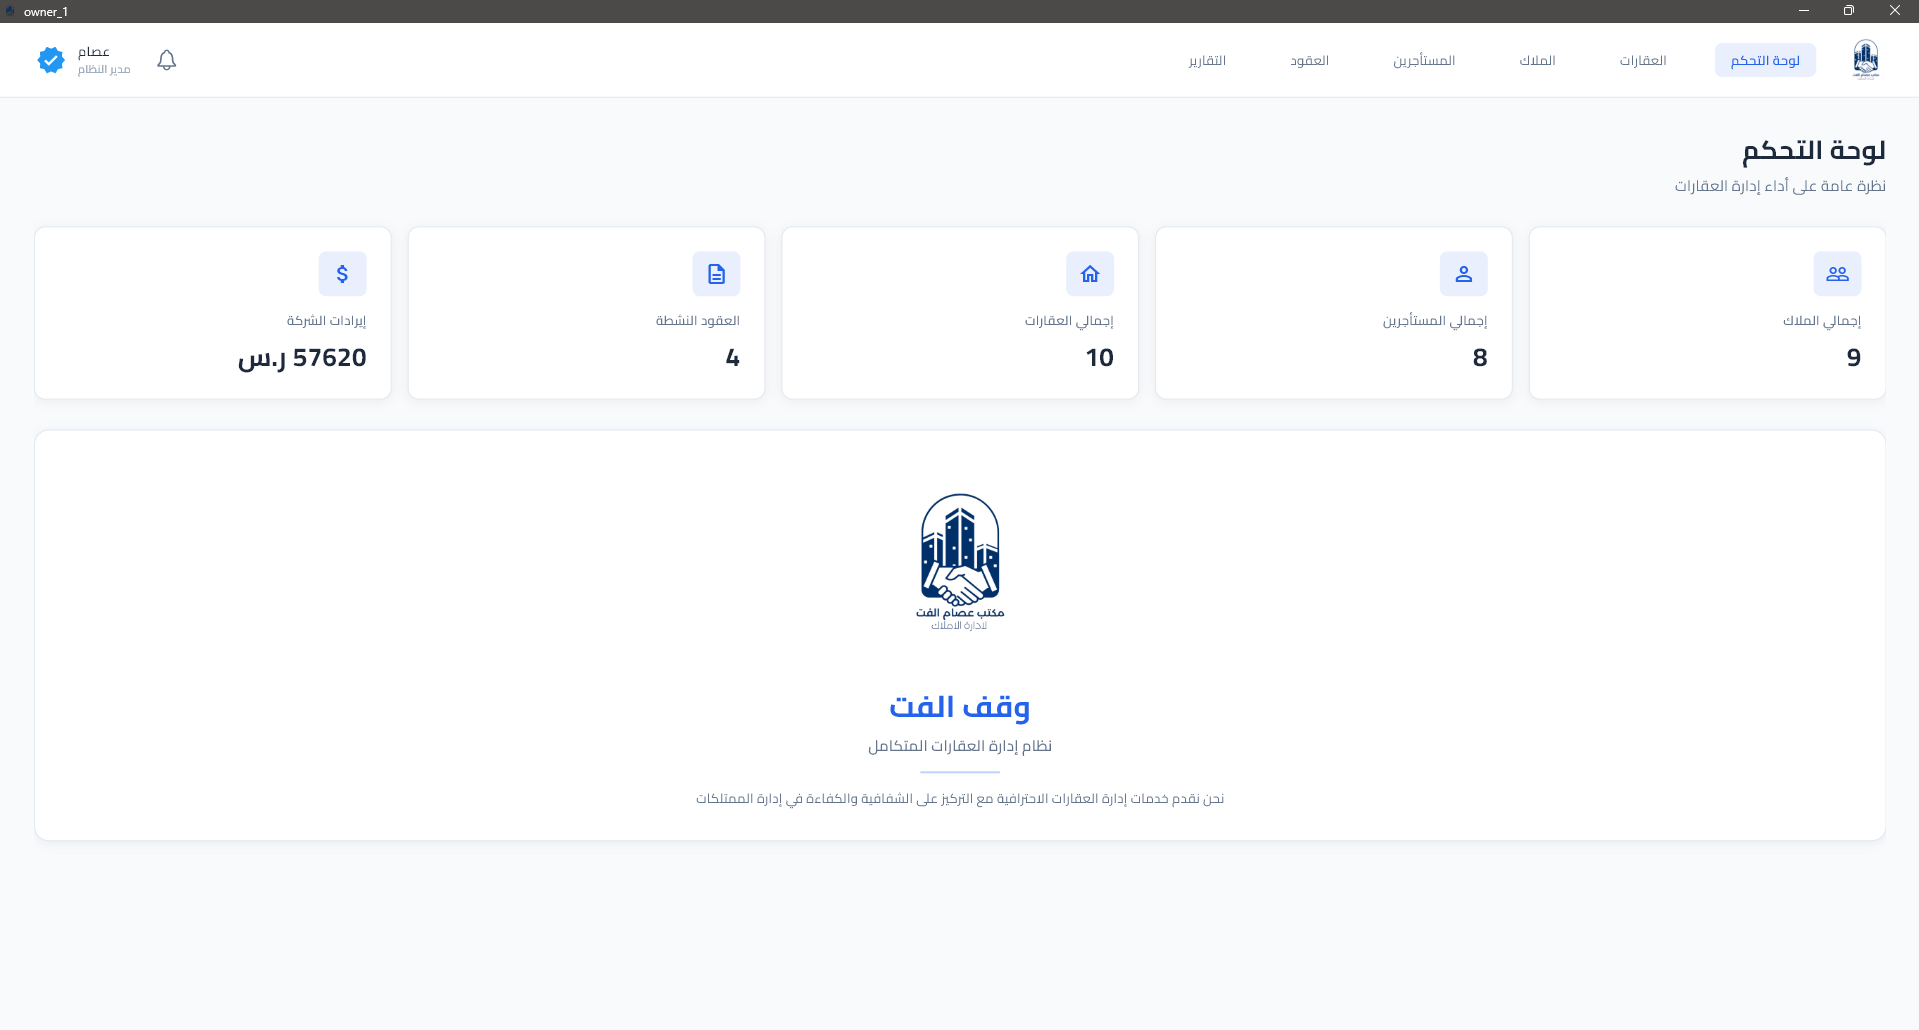 owner_1
لوحة التحكم
العقارات
الملاك
المستأجرين
العقود
التقارير
عصام
مدير النظام
لوحة التحكم
نظرة عامة على أداء إدارة العقارات
إجمالي الملاك
9
إجمالي المستأجرين
8
إجمالي العقارات
10
العقود النشطة
4
إيرادات الشركة
57620 ر.س
مكتب عصام الفت
لادارة الاملاك
وقف الفت
نظام إدارة العقارات المتكامل
نحن نقدم خدمات إدارة العقارات الاحترافية مع التركيز على الشفافية والكفاءة في إدارة الممتلكات